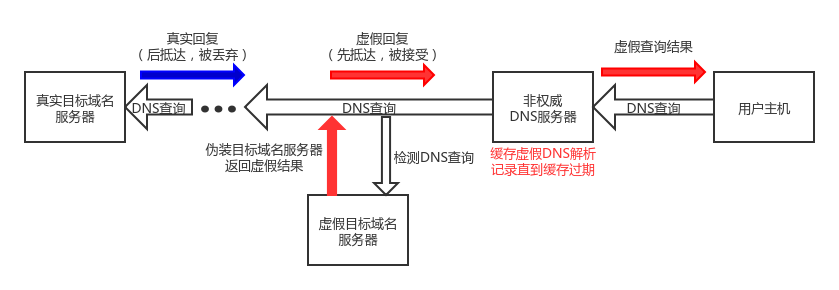 真实回复
（后抵达，被丢弃）
虚假回复
（先抵达，被接受）
虚假查询结果
真实目标域名
服务器
DNS查询
DNS查询
非权威
DNS服务器
DNS查询
用户主机
伪装目标域名服务器
返回虚假结果
检测DNS查询
缓存虚假DNS解析
记录直到缓存过期
虚假目标域名
服务器